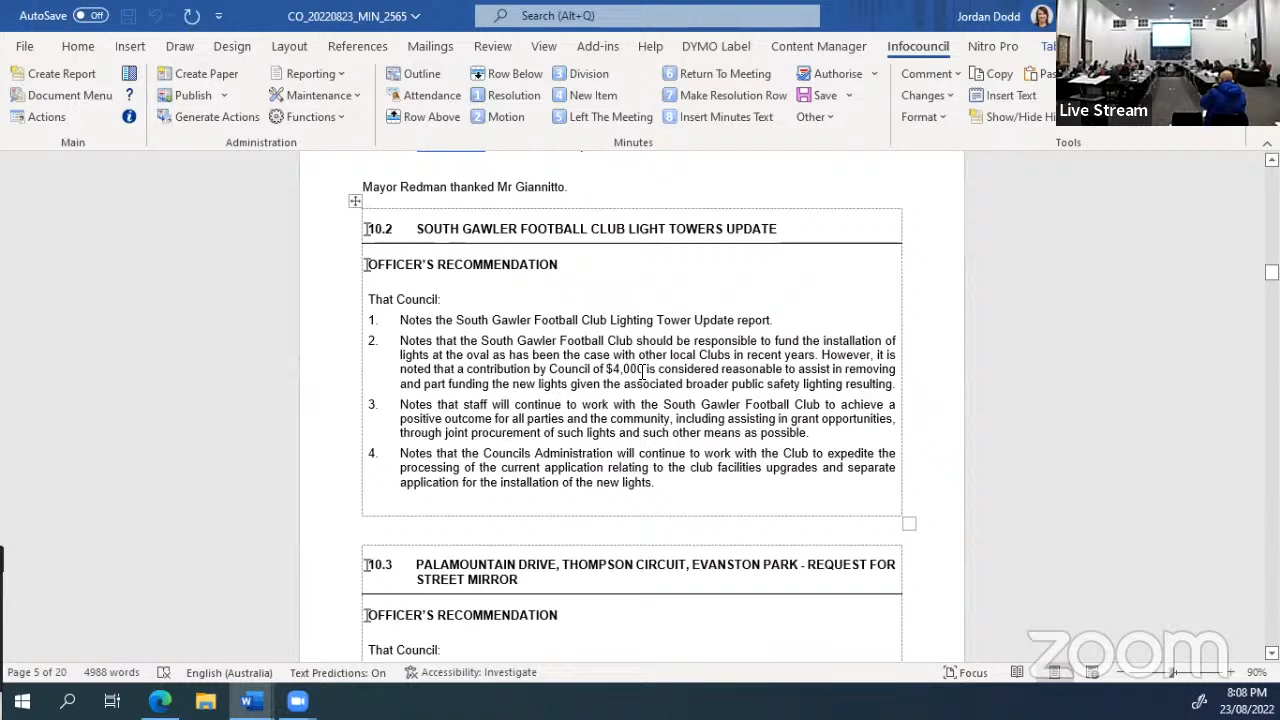 AutoSave Off CO_20220823_MIN_2565 Search (Alt+Q) Jordan Dodd
File Home Insert Draw Design Layout References Mailings Review View Add-ins Help DYMO Label Content Manager Infocouncil Nitro Pro Tab
Create Report Create Paper Reporting Outline Row Below 3 Division 6 Return To Meeting Authorise Comment Copy Pas
Document Menu ? Publish Maintenance Attendance 1 Resolution 4 New Item 7 Make Resolution Row Save Changes Insert Text
Actions Generate Actions Functions Row Above 2 Motion 5 Left The Meeting 8 Insert Minutes Text Other Format Show/Hide
Main Administration Minutes Tools
Live Stream
Mayor Redman thanked Mr Giannitto.
10.2 SOUTH GAWLER FOOTBALL CLUB LIGHT TOWERS UPDATE
OFFICER'S RECOMMENDATION
That Council:
1. Notes the South Gawler Football Club Lighting Tower Update report.
2. Notes that the South Gawler Football Club should be responsible to fund the installation of
lights at the oval as has been the case with other local Clubs in recent years. However, it is
noted that a contribution by Council of $4,000 is considered reasonable to assist in removing
and part funding the new lights given the associated broader public safety lighting resulting.
3. Notes that staff will continue to work with the South Gawler Football Club to achieve a
positive outcome for all parties and the community, including assisting in grant opportunities,
through joint procurement of such lights and such other means as possible.
4. Notes that the Councils Administration will continue to work with the Club to expedite the
processing of the current application relating to the club facilities upgrades and separate
application for the installation of the new lights.
10.3 PALAMOUNTAIN DRIVE, THOMPSON CIRCUIT, EVANSTON PARK - REQUEST FOR
STREET MIRROR
OFFICER'S RECOMMENDATION
That Council:
zoom
Page 5 of 20 4988 words English (Australia) Text Predictions: On Accessibility: Investigate Focus 90%
8:08 PM
23/08/2022